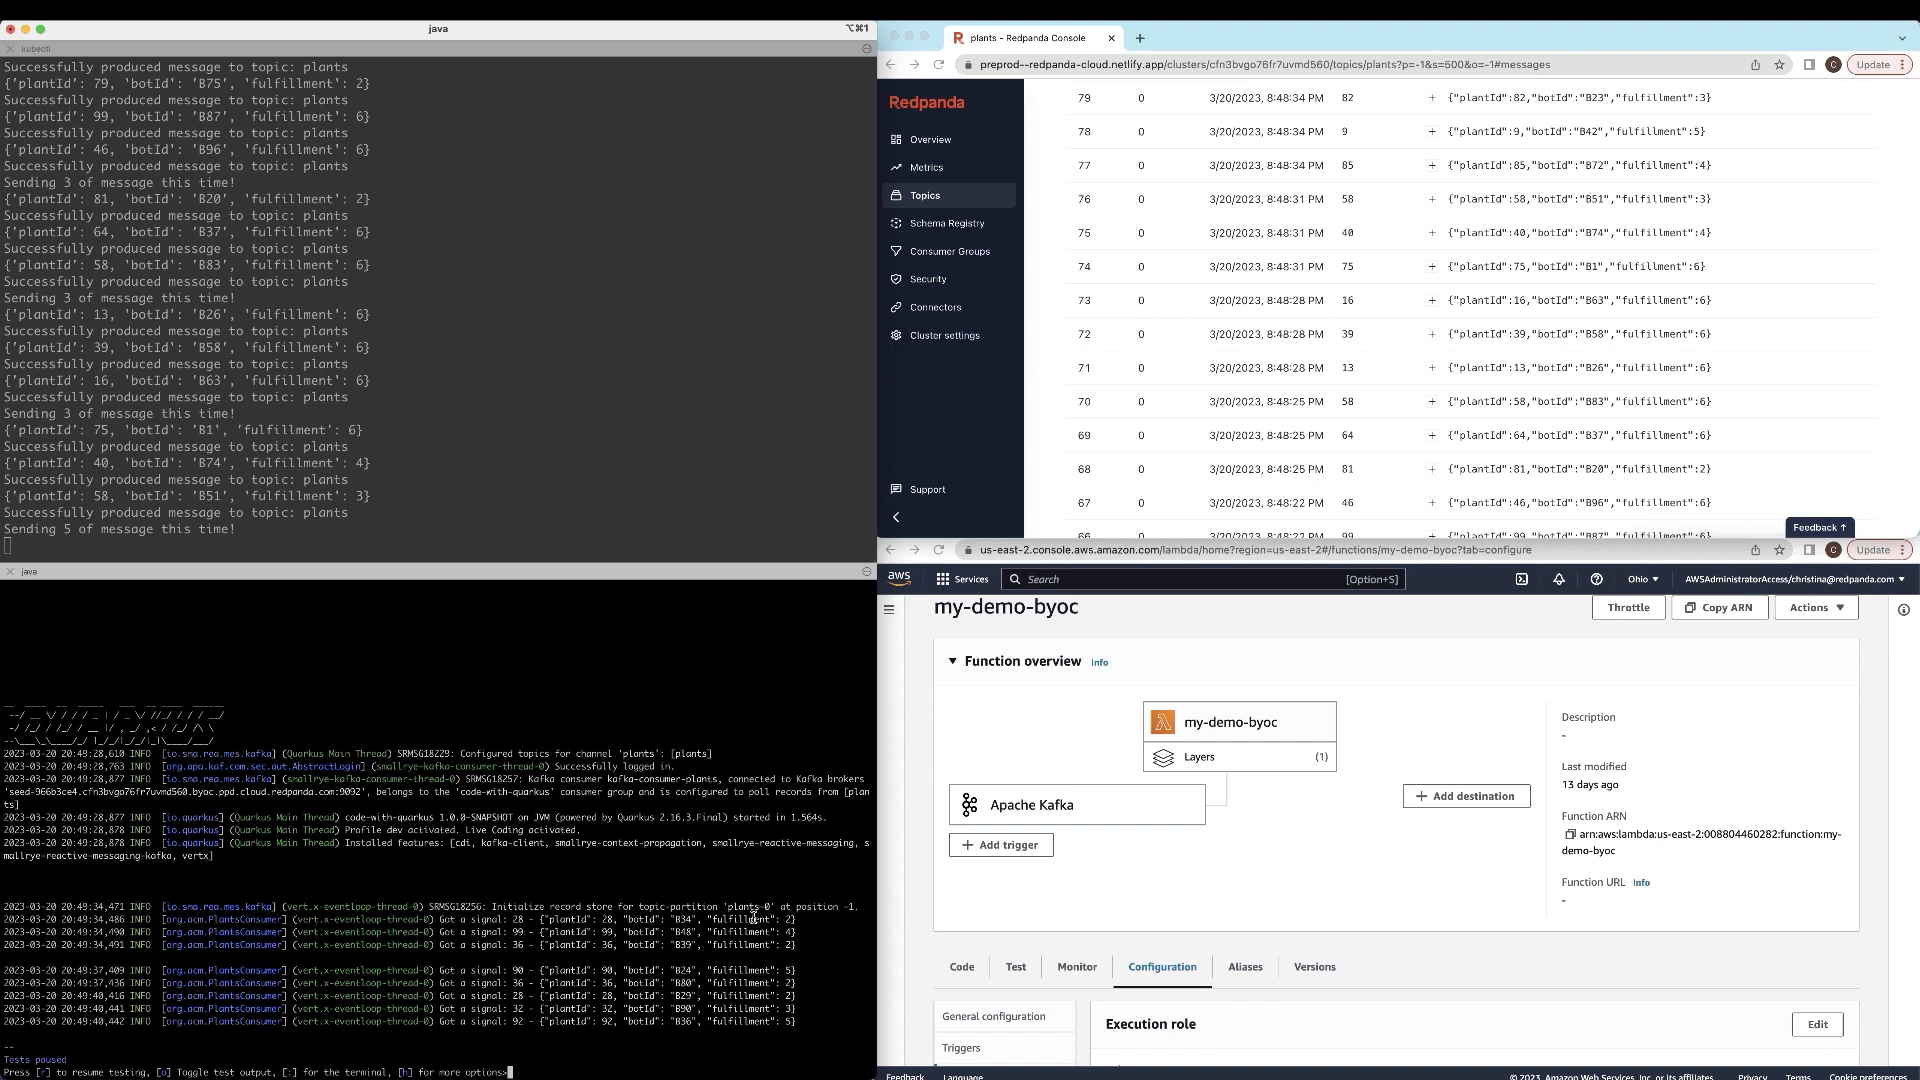 java
⌥⌘1
kubectl
Successfully produced message to topic: plants
{'plantId': 79, 'botId': 'B75', 'fulfillment': 2}
Successfully produced message to topic: plants
{'plantId': 99, 'botId': 'B87', 'fulfillment': 6}
Successfully produced message to topic: plants
{'plantId': 46, 'botId': 'B96', 'fulfillment': 6}
Successfully produced message to topic: plants
Sending 3 of message this time!
{'plantId': 81, 'botId': 'B20', 'fulfillment': 2}
Successfully produced message to topic: plants
{'plantId': 64, 'botId': 'B37', 'fulfillment': 6}
Successfully produced message to topic: plants
{'plantId': 58, 'botId': 'B83', 'fulfillment': 6}
Successfully produced message to topic: plants
Sending 3 of message this time!
{'plantId': 13, 'botId': 'B26', 'fulfillment': 6}
Successfully produced message to topic: plants
{'plantId': 39, 'botId': 'B58', 'fulfillment': 6}
Successfully produced message to topic: plants
{'plantId': 16, 'botId': 'B63', 'fulfillment': 6}
Successfully produced message to topic: plants
Sending 3 of message this time!
{'plantId': 75, 'botId': 'B1', 'fulfillment': 6}
Successfully produced message to topic: plants
{'plantId': 40, 'botId': 'B74', 'fulfillment': 4}
Successfully produced message to topic: plants
{'plantId': 58, 'botId': 'B51', 'fulfillment': 3}
Successfully produced message to topic: plants
Sending 5 of message this time!
java
2023-03-20 20:49:28,610 INFO [io.sma.rea.mes.kafka] (Quarkus Main Thread) SRMSG18229: Configured topics for channel 'plants': [plants]
2023-03-20 20:49:28,763 INFO [org.apa.kaf.com.sec.aut.AbstractLogin] (smallrye-kafka-consumer-thread-0) Successfully logged in.
2023-03-20 20:49:28,877 INFO [io.sma.rea.mes.kafka] (smallrye-kafka-consumer-thread-0) SRMSG18257: Kafka consumer kafka-consumer-plants, connected to Kafka brokers
'seed-966b3ce4.cfn3bvgo76fr7uvmd560.byoc.ppd.cloud.redpanda.com:9092', belongs to the 'code-with-quarkus' consumer group and is configured to poll records from [plan
ts]
2023-03-20 20:49:28,877 INFO [io.quarkus] (Quarkus Main Thread) code-with-quarkus 1.0.0-SNAPSHOT on JVM (powered by Quarkus 2.16.3.Final) started in 1.564s.
2023-03-20 20:49:28,878 INFO [io.quarkus] (Quarkus Main Thread) Profile dev activated. Live Coding activated.
2023-03-20 20:49:28,878 INFO [io.quarkus] (Quarkus Main Thread) Installed features: [cdi, kafka-client, smallrye-context-propagation, smallrye-reactive-messaging, s
mallrye-reactive-messaging-kafka, vertx]
2023-03-20 20:49:34,471 INFO [io.sma.rea.mes.kafka] (vert.x-eventloop-thread-0) SRMSG18256: Initialize record store for topic-partition 'plants-0' at position -1.
2023-03-20 20:49:34,486 INFO [org.acm.PlantsConsumer] (vert.x-eventloop-thread-0) Got a signal: 28 - {"plantId": 28, "botId": "B34", "fulfillment": 2}
2023-03-20 20:49:34,490 INFO [org.acm.PlantsConsumer] (vert.x-eventloop-thread-0) Got a signal: 99 - {"plantId": 99, "botId": "B48", "fulfillment": 4}
2023-03-20 20:49:34,491 INFO [org.acm.PlantsConsumer] (vert.x-eventloop-thread-0) Got a signal: 36 - {"plantId": 36, "botId": "B39", "fulfillment": 2}
2023-03-20 20:49:37,409 INFO [org.acm.PlantsConsumer] (vert.x-eventloop-thread-0) Got a signal: 90 - {"plantId": 90, "botId": "B24", "fulfillment": 5}
2023-03-20 20:49:37,436 INFO [org.acm.PlantsConsumer] (vert.x-eventloop-thread-0) Got a signal: 36 - {"plantId": 36, "botId": "B80", "fulfillment": 2}
2023-03-20 20:49:40,416 INFO [org.acm.PlantsConsumer] (vert.x-eventloop-thread-0) Got a signal: 28 - {"plantId": 28, "botId": "B29", "fulfillment": 2}
2023-03-20 20:49:40,441 INFO [org.acm.PlantsConsumer] (vert.x-eventloop-thread-0) Got a signal: 32 - {"plantId": 32, "botId": "B90", "fulfillment": 3}
2023-03-20 20:49:40,442 INFO [org.acm.PlantsConsumer] (vert.x-eventloop-thread-0) Got a signal: 92 - {"plantId": 92, "botId": "B36", "fulfillment": 5}
--
Tests paused
Press [r] to resume testing, [o] Toggle test output, [:] for the terminal, [h] for more options>
plants - Redpanda Console
preprod--redpanda-cloud.netlify.app/clusters/cfn3bvgo76fr7uvmd560/topics/plants?p=-1&s=500&o=-1#messages
C
Update
Redpanda
Overview
Metrics
Topics
Schema Registry
Consumer Groups
Security
Connectors
Cluster settings
Support
79 0 3/20/2023, 8:48:34 PM 82 + {"plantId":82,"botId":"B23","fulfillment":3}
78 0 3/20/2023, 8:48:34 PM 9 + {"plantId":9,"botId":"B42","fulfillment":5}
77 0 3/20/2023, 8:48:34 PM 85 + {"plantId":85,"botId":"B72","fulfillment":4}
76 0 3/20/2023, 8:48:31 PM 58 + {"plantId":58,"botId":"B51","fulfillment":3}
75 0 3/20/2023, 8:48:31 PM 40 + {"plantId":40,"botId":"B74","fulfillment":4}
74 0 3/20/2023, 8:48:31 PM 75 + {"plantId":75,"botId":"B1","fulfillment":6}
73 0 3/20/2023, 8:48:28 PM 16 + {"plantId":16,"botId":"B63","fulfillment":6}
72 0 3/20/2023, 8:48:28 PM 39 + {"plantId":39,"botId":"B58","fulfillment":6}
71 0 3/20/2023, 8:48:28 PM 13 + {"plantId":13,"botId":"B26","fulfillment":6}
70 0 3/20/2023, 8:48:25 PM 58 + {"plantId":58,"botId":"B83","fulfillment":6}
69 0 3/20/2023, 8:48:25 PM 64 + {"plantId":64,"botId":"B37","fulfillment":6}
68 0 3/20/2023, 8:48:25 PM 81 + {"plantId":81,"botId":"B20","fulfillment":2}
67 0 3/20/2023, 8:48:22 PM 46 + {"plantId":46,"botId":"B96","fulfillment":6}
66 0 3/20/2023, 8:48:22 PM 99 + {"plantId":99,"botId":"B87","fulfillment":6}
Feedback ↑
us-east-2.console.aws.amazon.com/lambda/home?region=us-east-2#/functions/my-demo-byoc?tab=configure
C
Update
aws
Services
Search
[Option+S]
Ohio
AWSAdministratorAccess/christina@redpanda.com
my-demo-byoc
Throttle
Copy ARN
Actions
Function overview Info
my-demo-byoc
Layers (1)
Apache Kafka
+ Add trigger
+ Add destination
Description
-
Last modified
13 days ago
Function ARN
arn:aws:lambda:us-east-2:008804460282:function:my-
demo-byoc
Function URL Info
-
Code
Test
Monitor
Configuration
Aliases
Versions
General configuration
Triggers
Execution role
Edit
Feedback
Language
© 2023, Amazon Web Services, Inc. or its affiliates.
Privacy
Terms
Cookie preferences